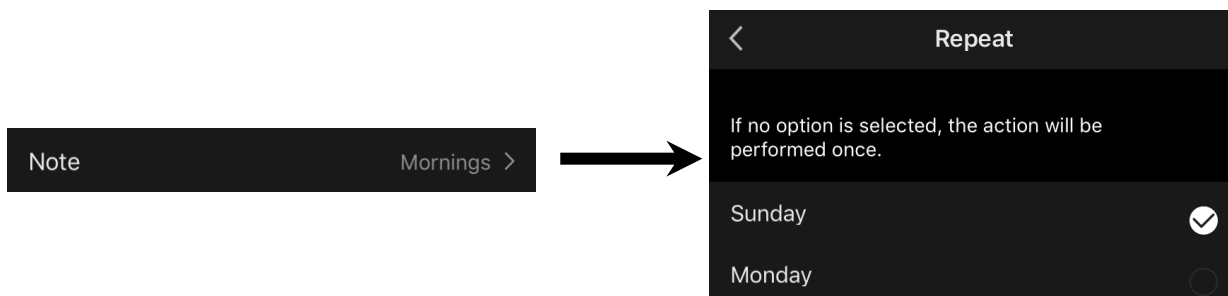 Note Mornings
Repeat
If no option is selected, the action will be
performed once.
Sunday
Monday